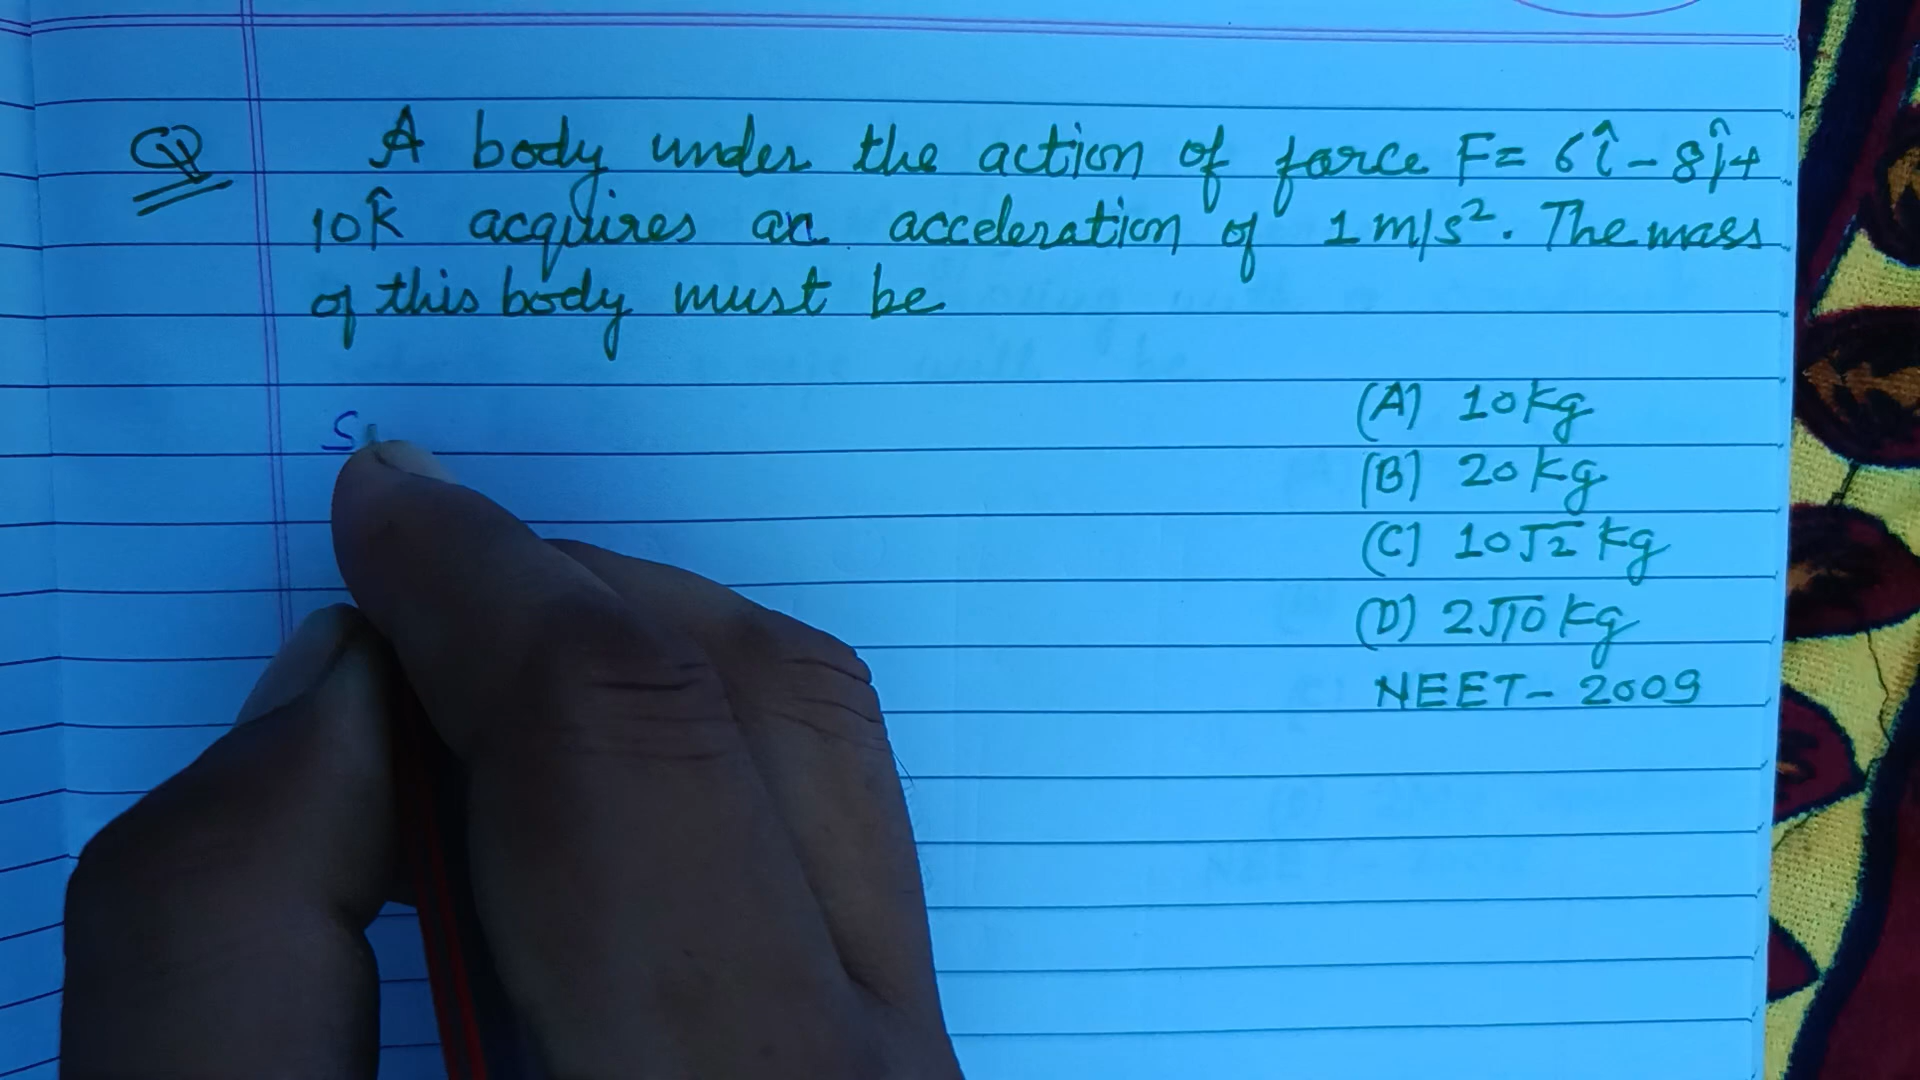 Q
A body under the action of force F= 6î - 8ĵ+
10k̂ acquires an acceleration of 1 m/s². The mass
of this body must be
S
(A) 10kg
(B) 20kg
(C) 10√2 kg
(D) 2√10 kg
NEET- 2009